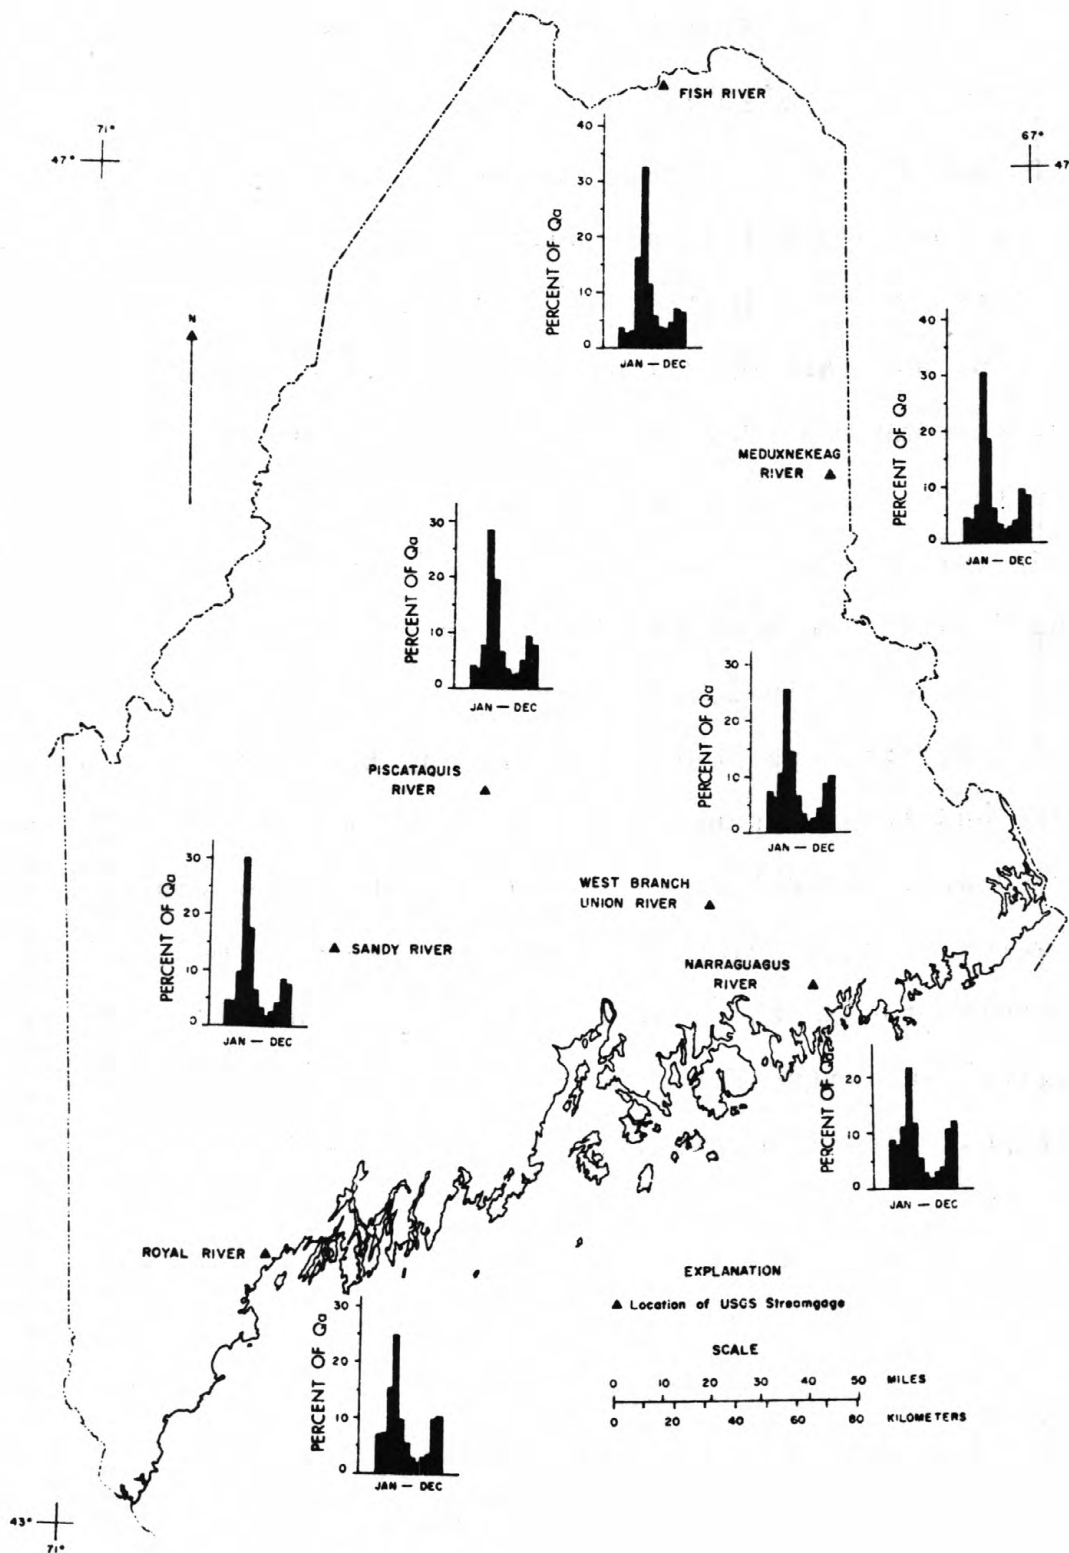 FISH RIVER
71°
47°
67°
47
40
30
20
10
0
PERCENT OF Qa
JAN — DEC
N
40
30
20
10
0
PERCENT OF Qa
JAN — DEC
MEDUXNEKEAG
RIVER
30
20
10
0
PERCENT OF Qa
JAN — DEC
30
20
10
0
PERCENT OF Qa
JAN — DEC
PISCATAQUIS
RIVER
30
20
10
0
PERCENT OF Qa
JAN — DEC
WEST BRANCH
UNION RIVER
SANDY RIVER
NARRAGUAGUS
RIVER
20
10
0
PERCENT OF Qa
JAN — DEC
ROYAL RIVER
30
20
10
0
PERCENT OF Qa
JAN — DEC
EXPLANATION
Location of USGS Streamgage
SCALE
0 10 20 30 40 50 MILES
0 20 40 60 80 KILOMETERS
43°
71°